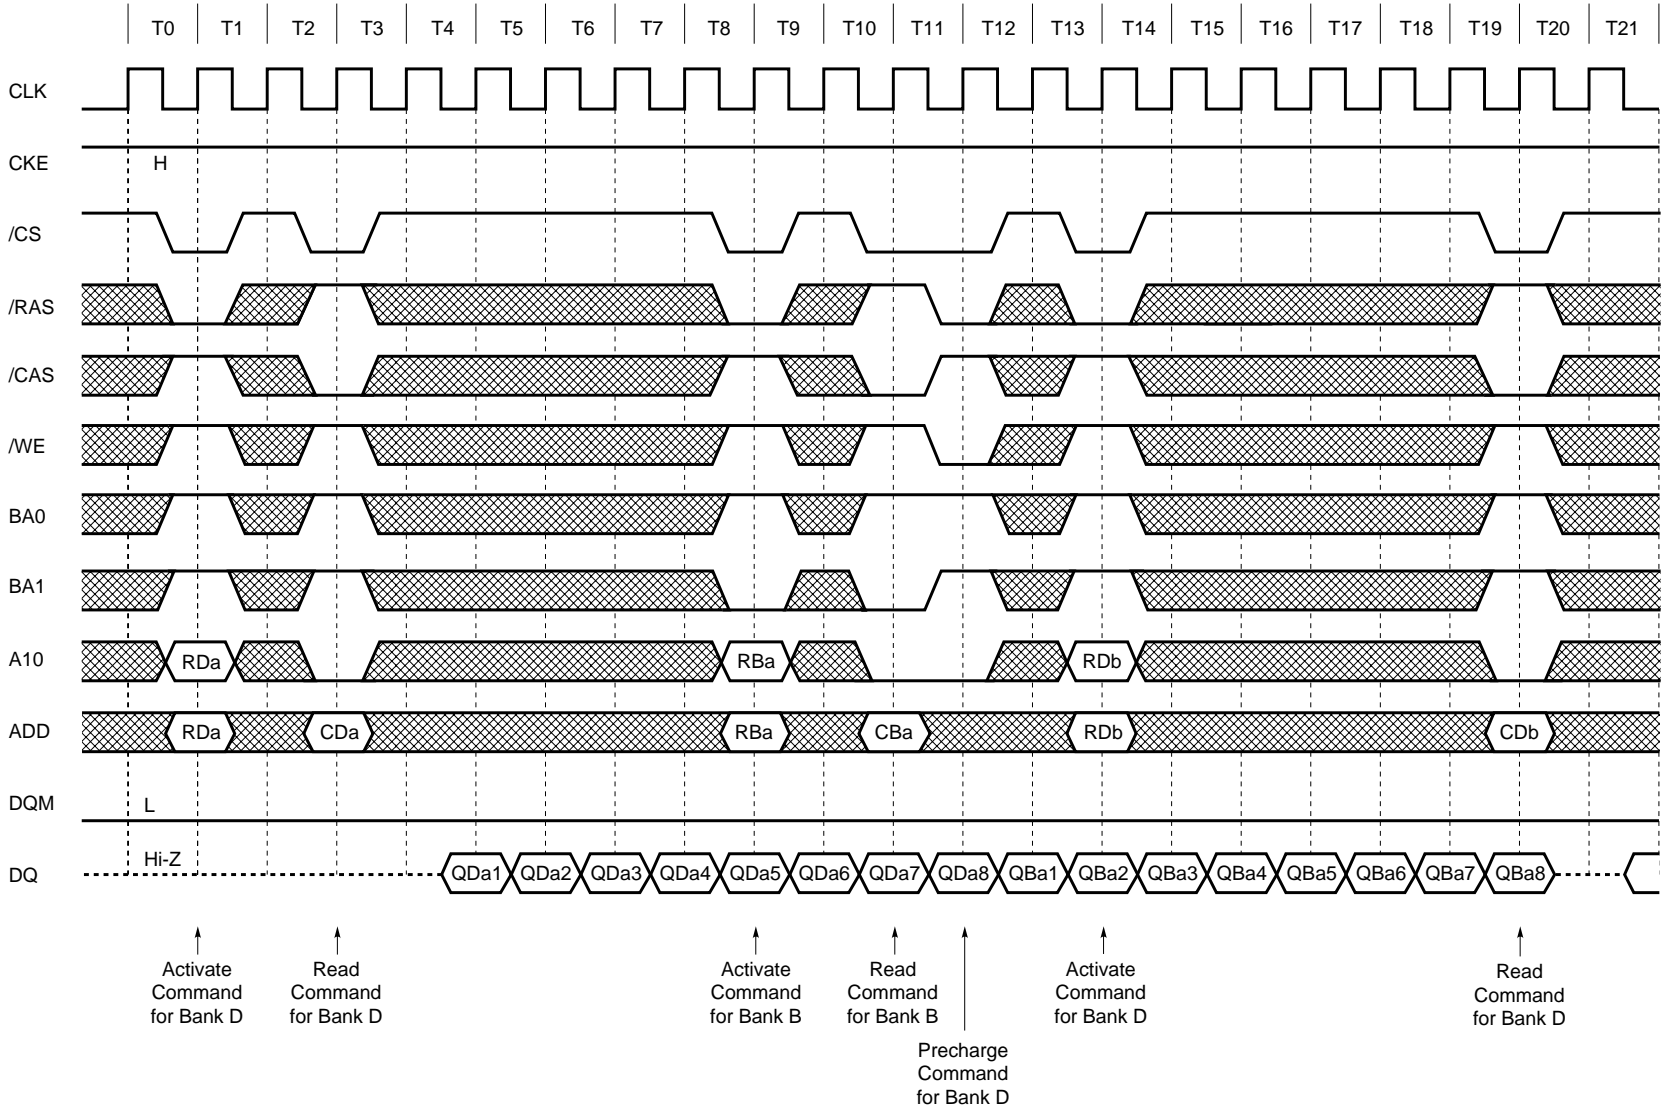 T0 T1 T2 T3 T4 T5 T6 T7 T8 T9 T10 T11 T12 T13 T14 T15 T16 T17 T18 T19 T20 T21
CLK
CKE H
/CS
/RAS
/CAS
/WE
BA0
BA1
A10 RDa RBa RDb
ADD RDa CDa RBa CBa RDb CDb
DQM L
DQ Hi-Z QDa1 QDa2 QDa3 QDa4 QDa5 QDa6 QDa7 QDa8 QBa1 QBa2 QBa3 QBa4 QBa5 QBa6 QBa7 QBa8
Activate
Command
for Bank D
Read
Command
for Bank D
Activate
Command
for Bank B
Read
Command
for Bank B
Precharge
Command
for Bank D
Activate
Command
for Bank D
Read
Command
for Bank D